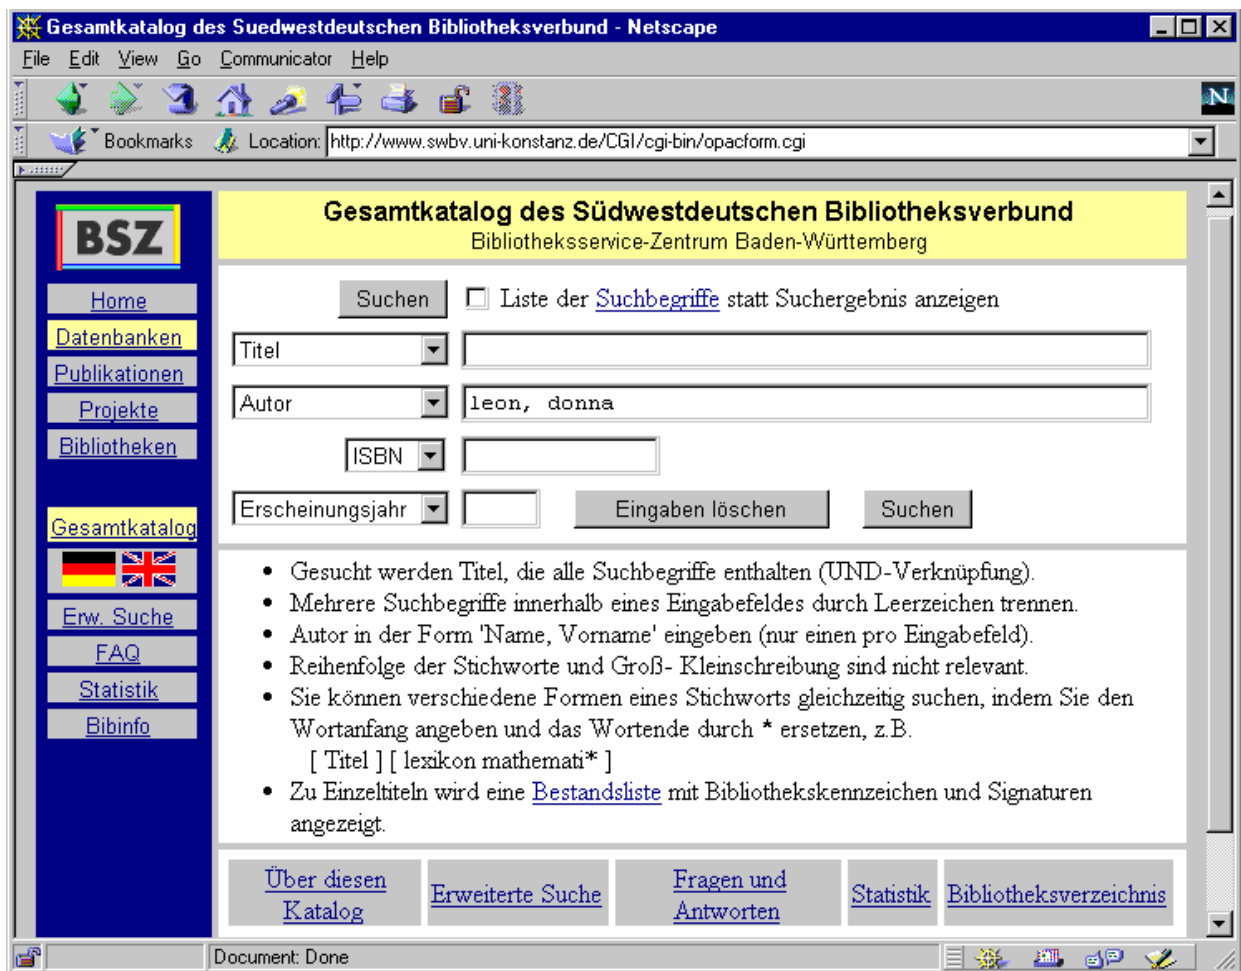 Gesamtkatalog des Suedwestdeutschen Bibliotheksverbund - Netscape
File Edit View Go Communicator Help
N
Bookmarks Location: http://www.swbv.uni-konstanz.de/CGI/cgi-bin/opacform.cgi
BSZ
Home
Datenbanken
Publikationen
Projekte
Bibliotheken
Gesamtkatalog
Erw. Suche
FAQ
Statistik
Bibinfo
Gesamtkatalog des Südwestdeutschen Bibliotheksverbund
Bibliotheksservice-Zentrum Baden-Württemberg
Suchen Liste der Suchbegriffe statt Suchergebnis anzeigen
Titel
Autor leon, donna
ISBN
Erscheinungsjahr Eingaben löschen Suchen
• Gesucht werden Titel, die alle Suchbegriffe enthalten (UND-Verknüpfung).
• Mehrere Suchbegriffe innerhalb eines Eingabefeldes durch Leerzeichen trennen.
• Autor in der Form 'Name, Vorname' eingeben (nur einen pro Eingabefeld).
• Reihenfolge der Stichworte und Groß- Kleinschreibung sind nicht relevant.
• Sie können verschiedene Formen eines Stichworts gleichzeitig suchen, indem Sie den
Wortanfang angeben und das Wortende durch * ersetzen, z.B.
[ Titel ] [ lexikon mathemati* ]
• Zu Einzeltiteln wird eine Bestandsliste mit Bibliothekskennzeichen und Signaturen
angezeigt.
Über diesen
Katalog
Erweiterte Suche
Fragen und
Antworten
Statistik
Bibliotheksverzeichnis
Document: Done